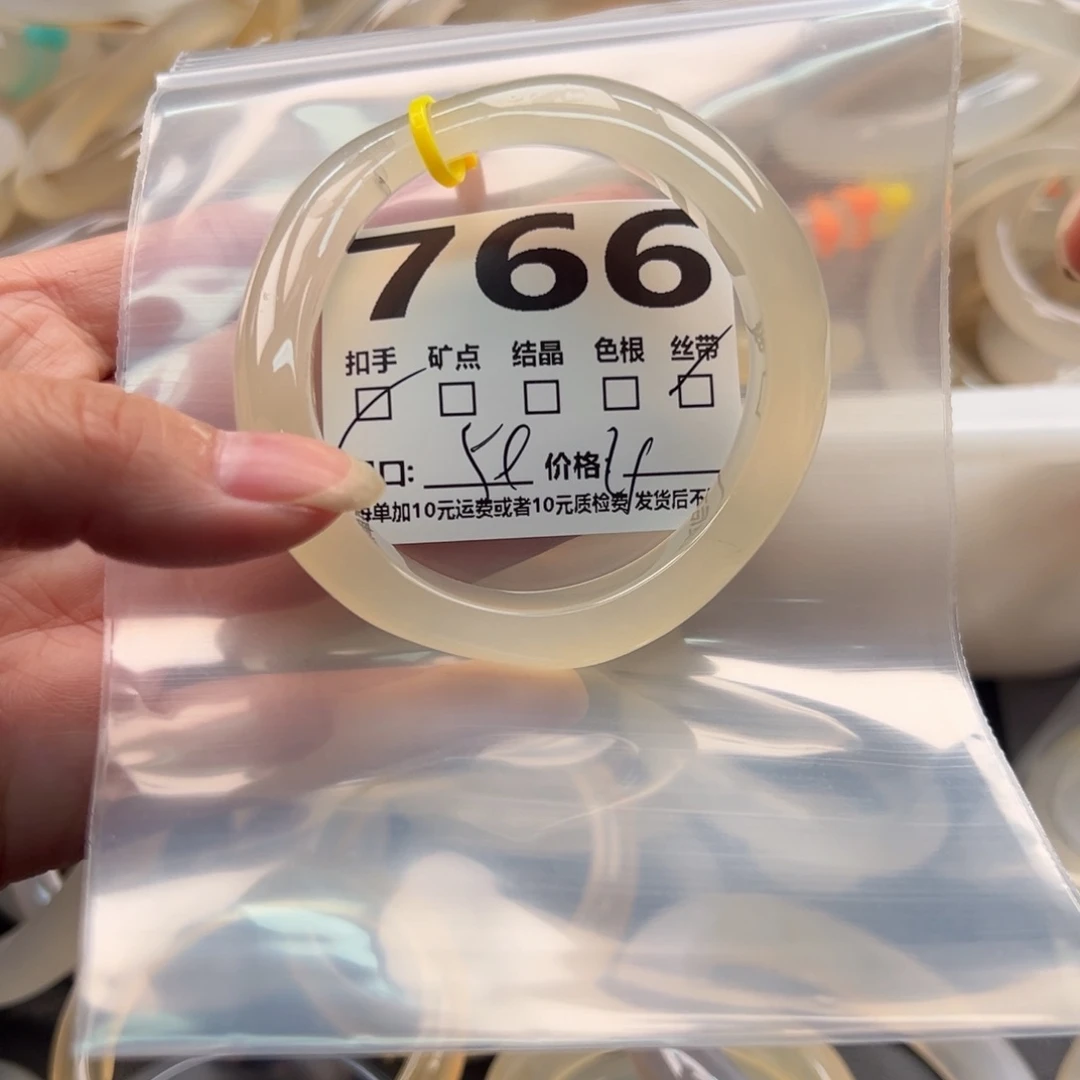 766
扣手 矿点 结晶 色根 丝带
口: 58 价格
每单加10元运费或者10元质检费 发货后不